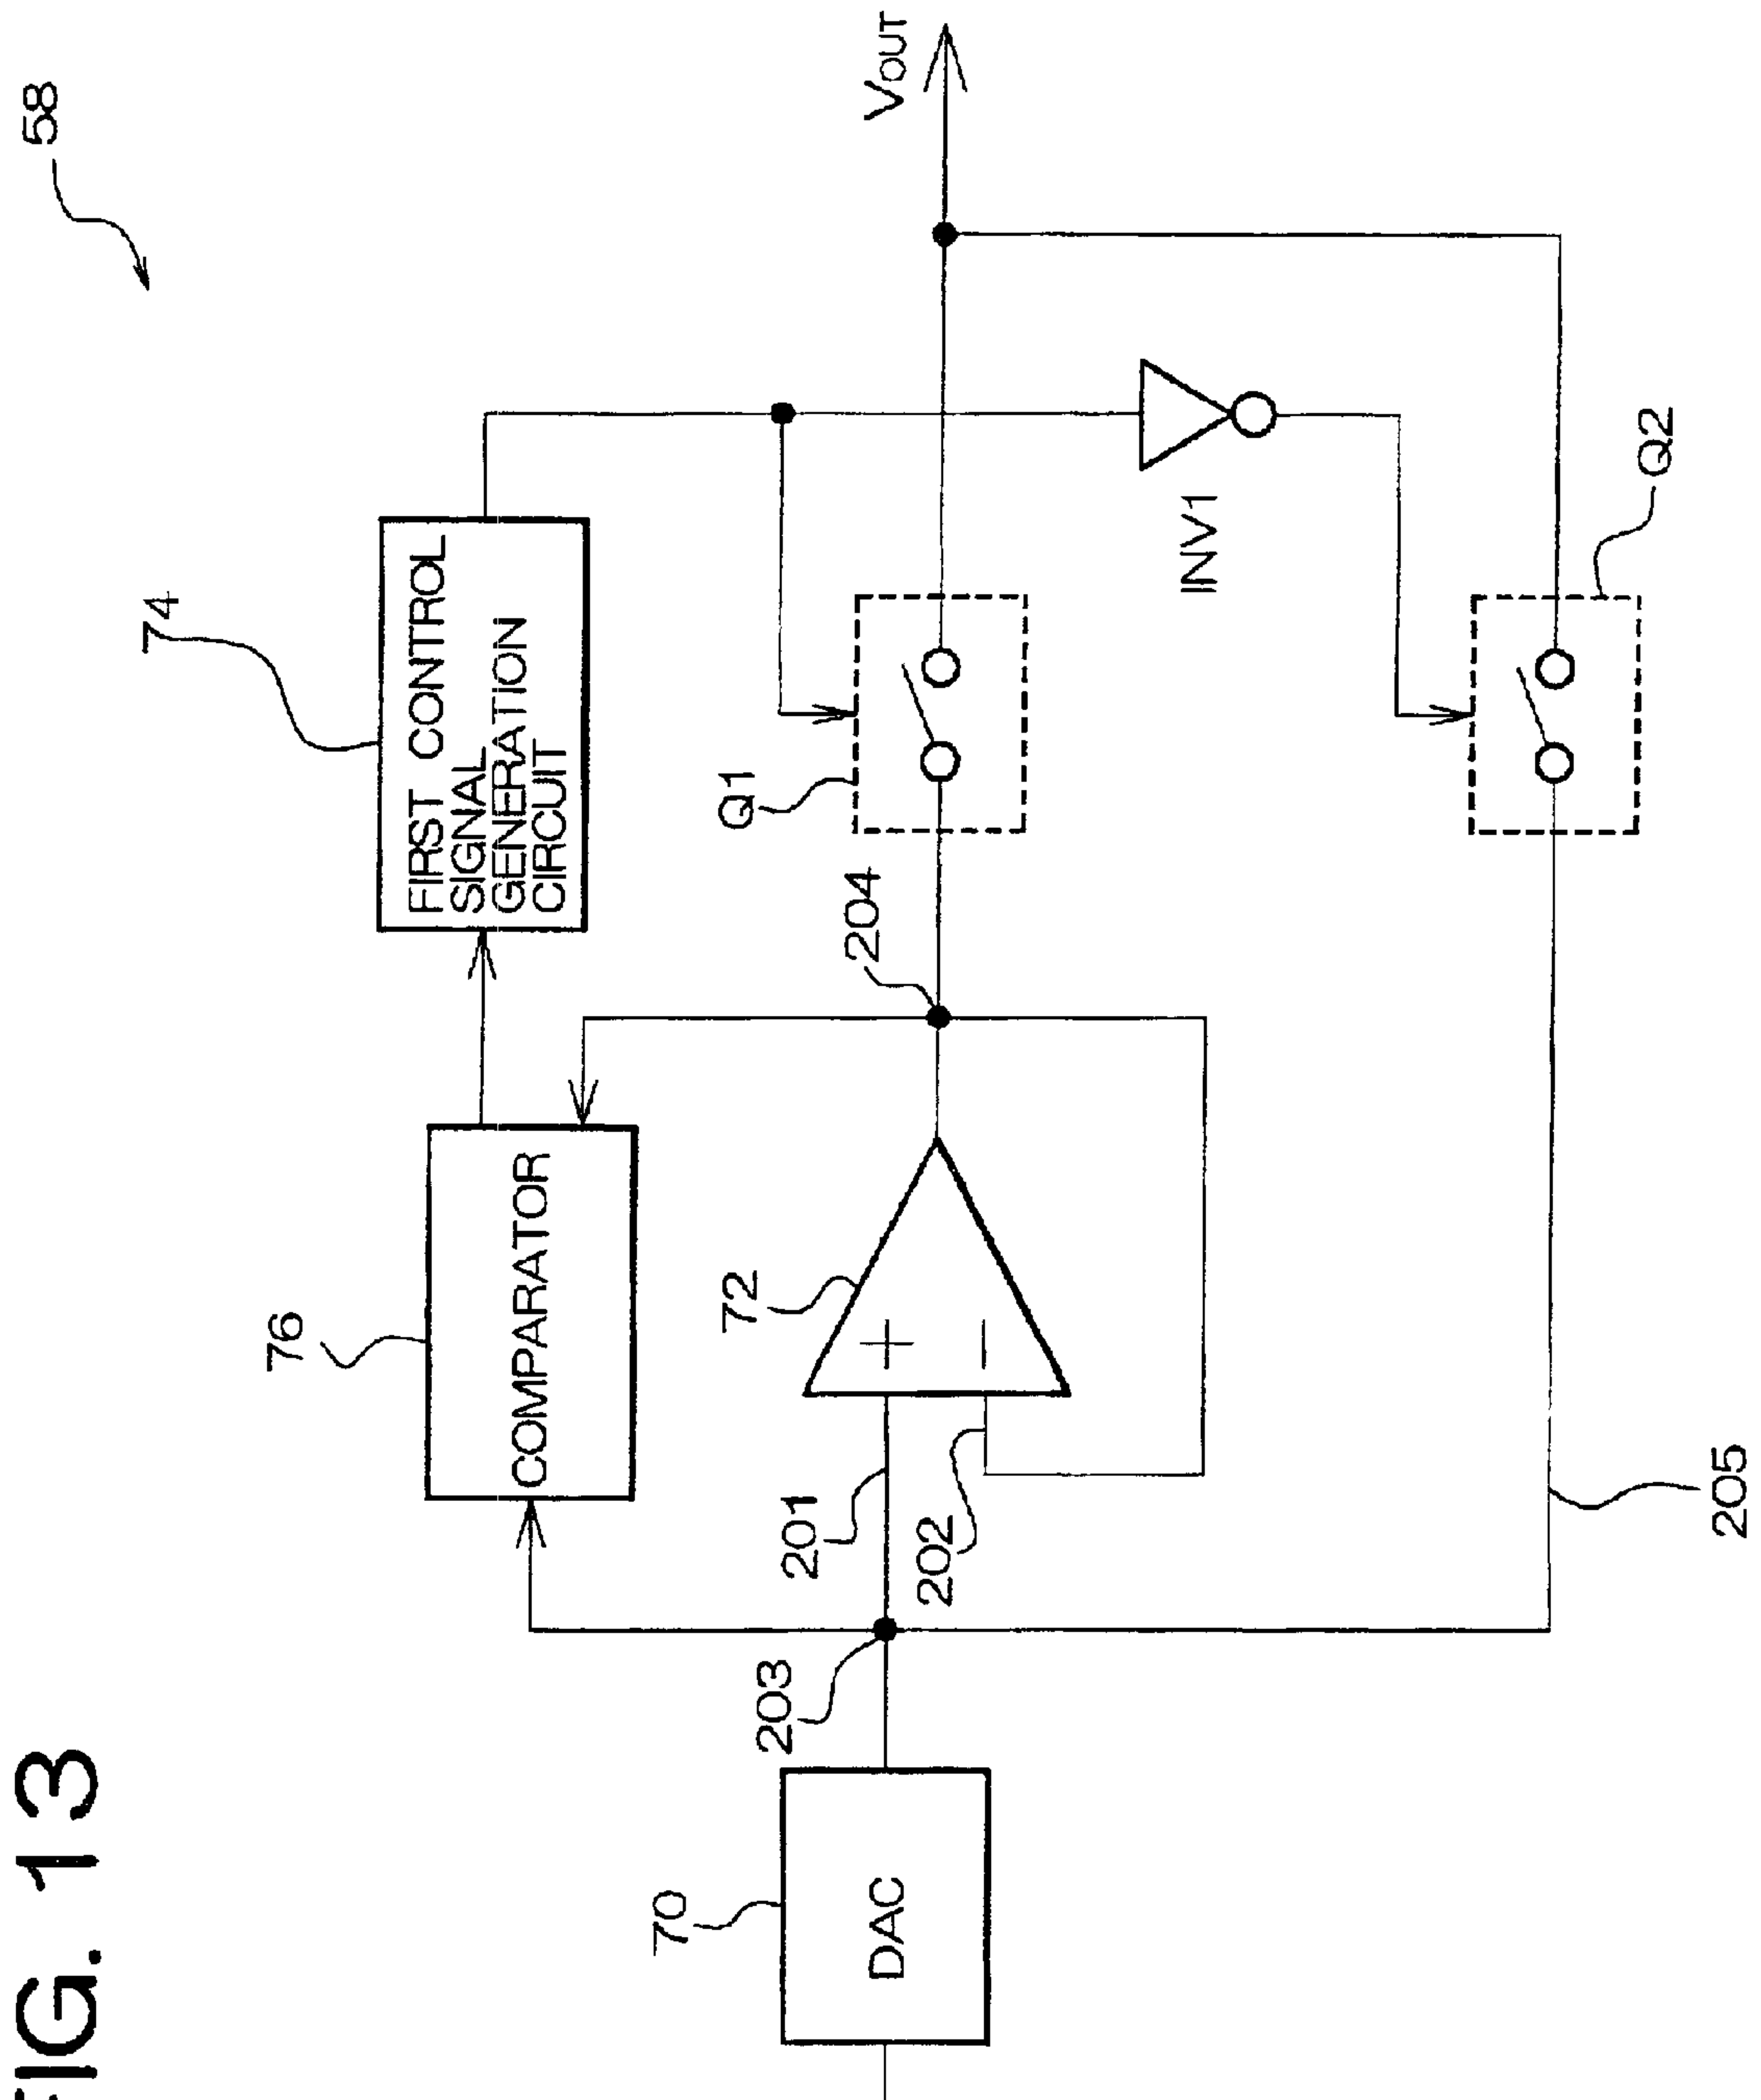 FIG. 13
58
74
FIRST CONTROL
SIGNAL
GENERATION
CIRCUIT
76
COMPARATOR
VOUT
Q1
204
72
+
−
201
202
203
70
DAC
INV1
Q2
205